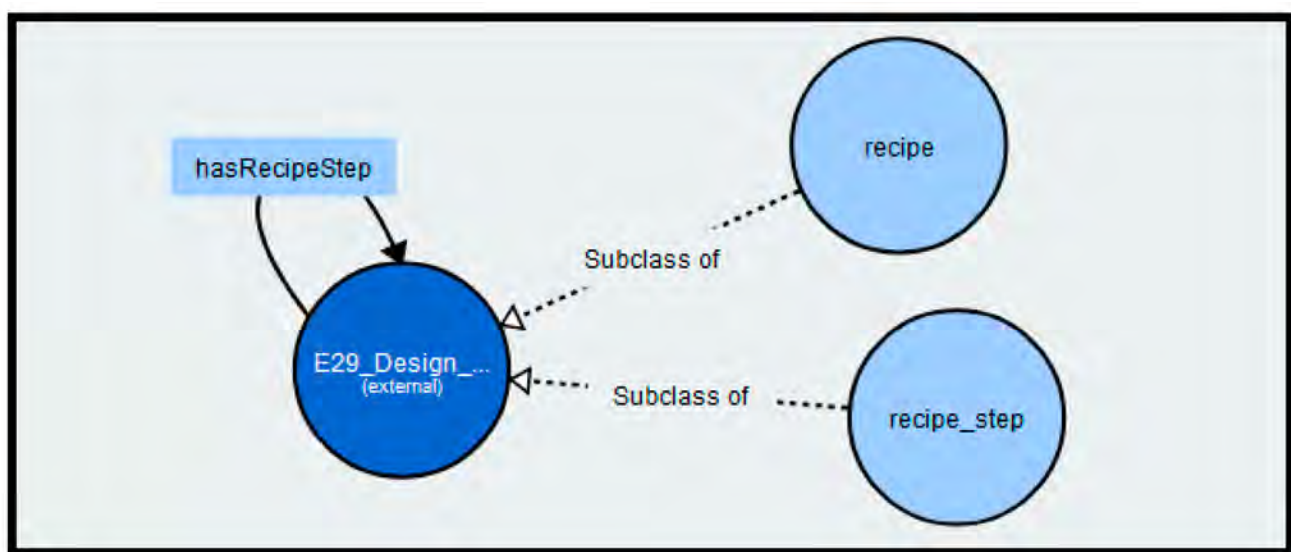 hasRecipeStep
recipe
Subclass of
E29_Design_...
(external)
Subclass of
recipe_step